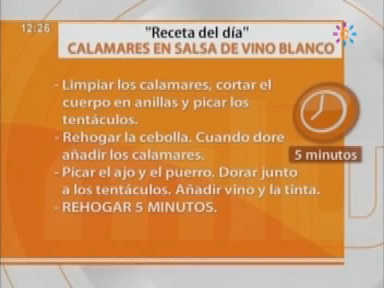 12:26
"Receta del día"
CALAMARES EN SALSA DE VINO BLANCO
- Limpiar los calamares, cortar el
cuerpo en anillas y picar los
tentáculos.
- Rehogar la cebolla. Cuando dore
añadir los calamares.
- Picar el ajo y el puerro. Dorar junto
a los tentáculos. Añadir vino y la tinta.
- REHOGAR 5 MINUTOS.
5 minutos